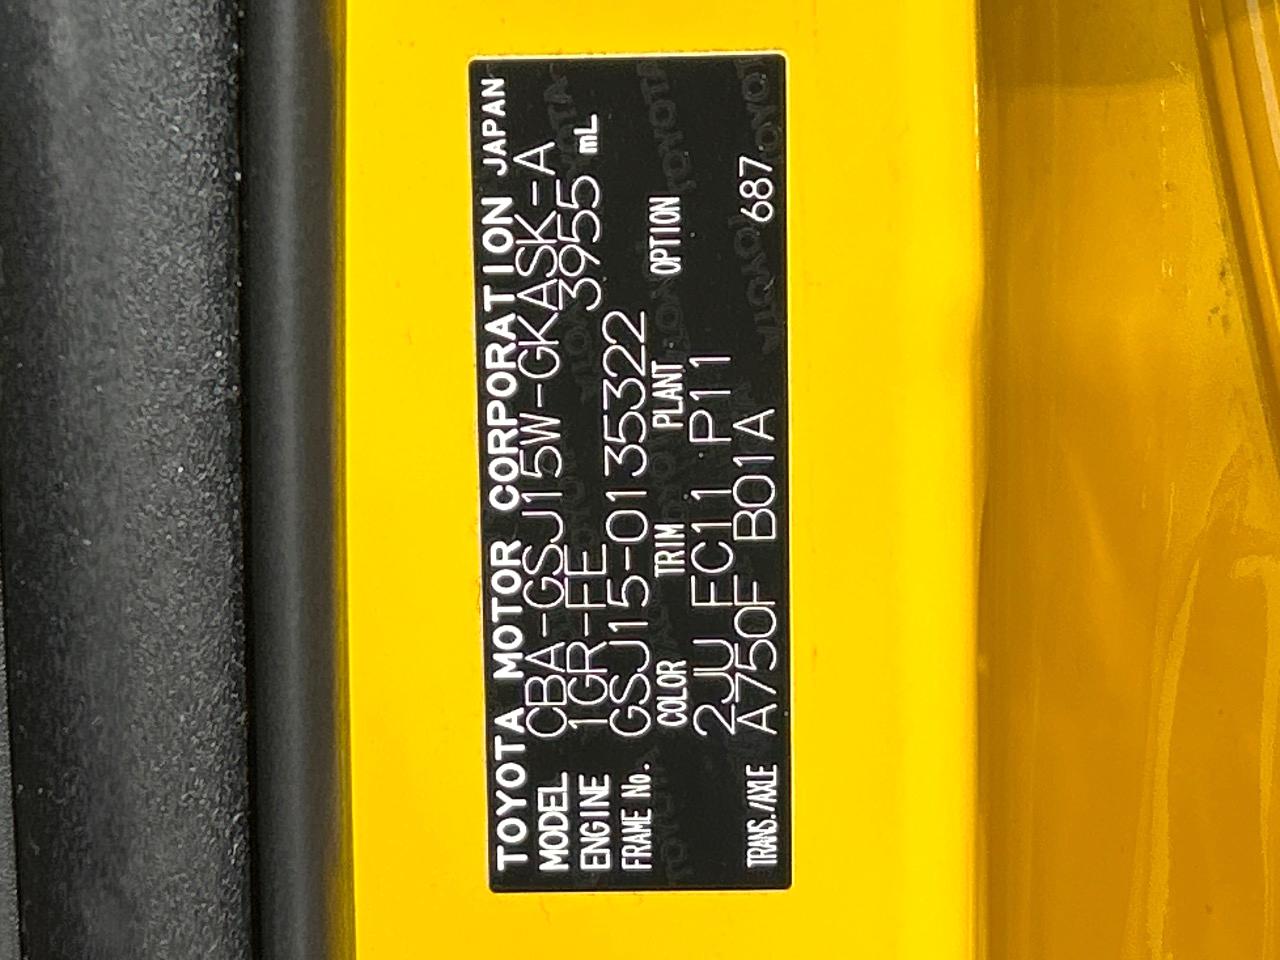 TOYOTA MOTOR CORPORATION JAPAN
MODEL CBA-GSJ15W-GKASK-A
ENGINE 1GR-FE 3955 mL
FRAME No. GSJ15-0135322
COLOR TRIM PLANT OPTION
2JU FC11 P11
TRANS./AXLE A750F B01A 687